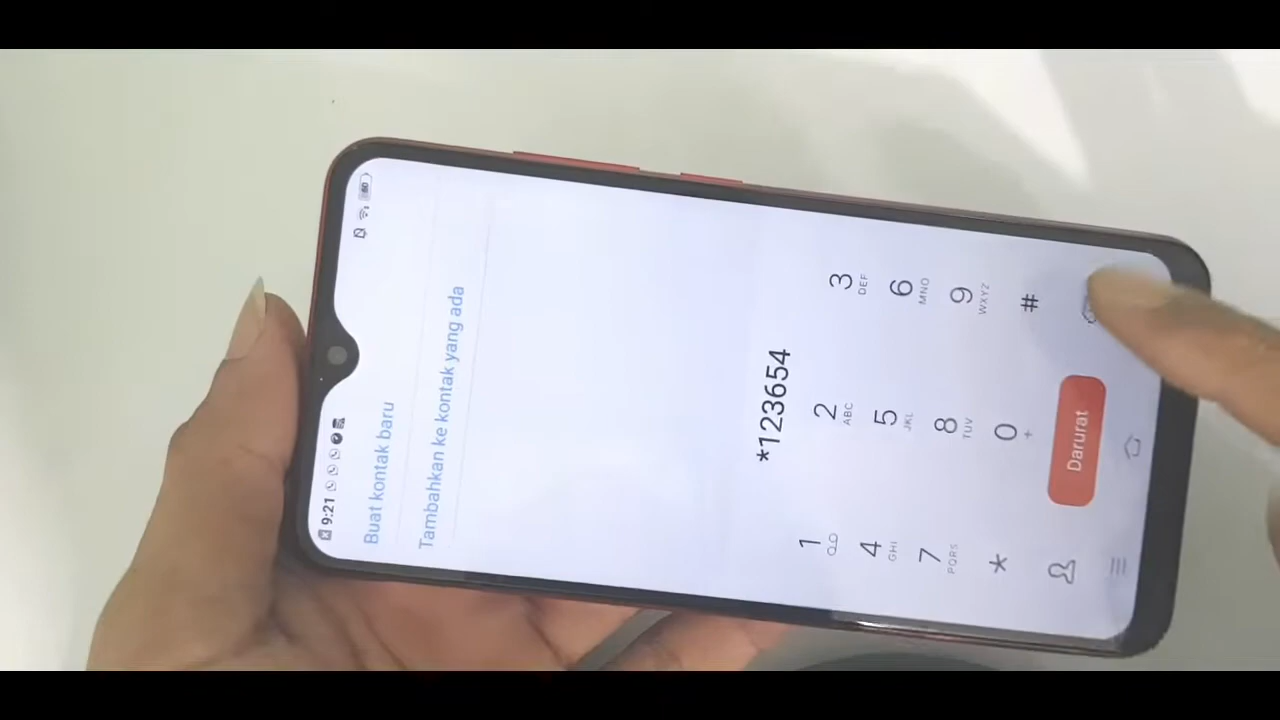 9:21
60
Buat kontak baru
Tambahkan ke kontak yang ada
*123654
1
2 ABC
3 DEF
4 GHI
5 JKL
6 MNO
7 PQRS
8 TUV
9 WXYZ
*
0 +
#
Darurat